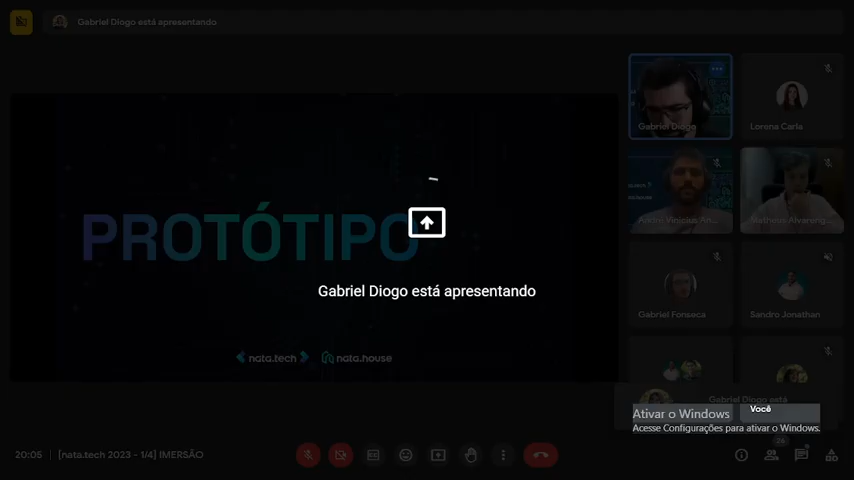 Gabriel Diogo está apresentando
Gabriel Diogo
Lorena Carla
PROTÓTIPO
André Vinicius An...
Matheus Alvareng...
Gabriel Diogo está apresentando
Gabriel Fonseca
Sandro Jonathan
nata.tech
nata.house
Gabriel Diogo está
Ativar o Windows
Você
Acesse Configurações para ativar o Windows.
20:05
[nata.tech 2023 - 1/4] IMERSÃO
26